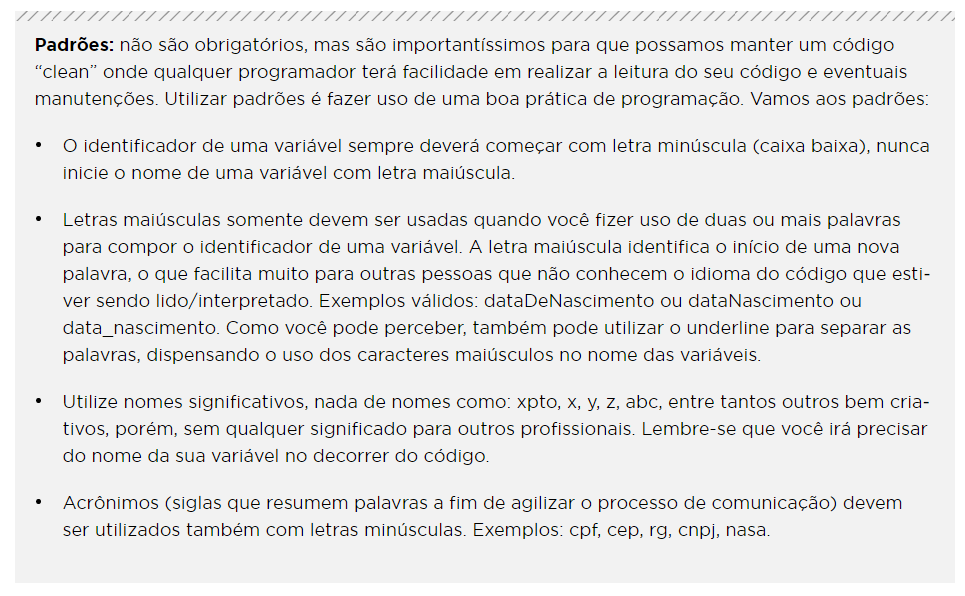 Padrões: não são obrigatórios, mas são importantíssimos para que possamos manter um código
“clean” onde qualquer programador terá facilidade em realizar a leitura do seu código e eventuais
manutenções. Utilizar padrões é fazer uso de uma boa prática de programação. Vamos aos padrões:
• O identificador de uma variável sempre deverá começar com letra minúscula (caixa baixa), nunca
inicie o nome de uma variável com letra maiúscula.
• Letras maiúsculas somente devem ser usadas quando você fizer uso de duas ou mais palavras
para compor o identificador de uma variável. A letra maiúscula identifica o início de uma nova
palavra, o que facilita muito para outras pessoas que não conhecem o idioma do código que esti-
ver sendo lido/interpretado. Exemplos válidos: dataDeNascimento ou dataNascimento ou
data_nascimento. Como você pode perceber, também pode utilizar o underline para separar as
palavras, dispensando o uso dos caracteres maiúsculos no nome das variáveis.
• Utilize nomes significativos, nada de nomes como: xpto, x, y, z, abc, entre tantos outros bem cria-
tivos, porém, sem qualquer significado para outros profissionais. Lembre-se que você irá precisar
do nome da sua variável no decorrer do código.
• Acrônimos (siglas que resumem palavras a fim de agilizar o processo de comunicação) devem
ser utilizados também com letras minúsculas. Exemplos: cpf, cep, rg, cnpj, nasa.